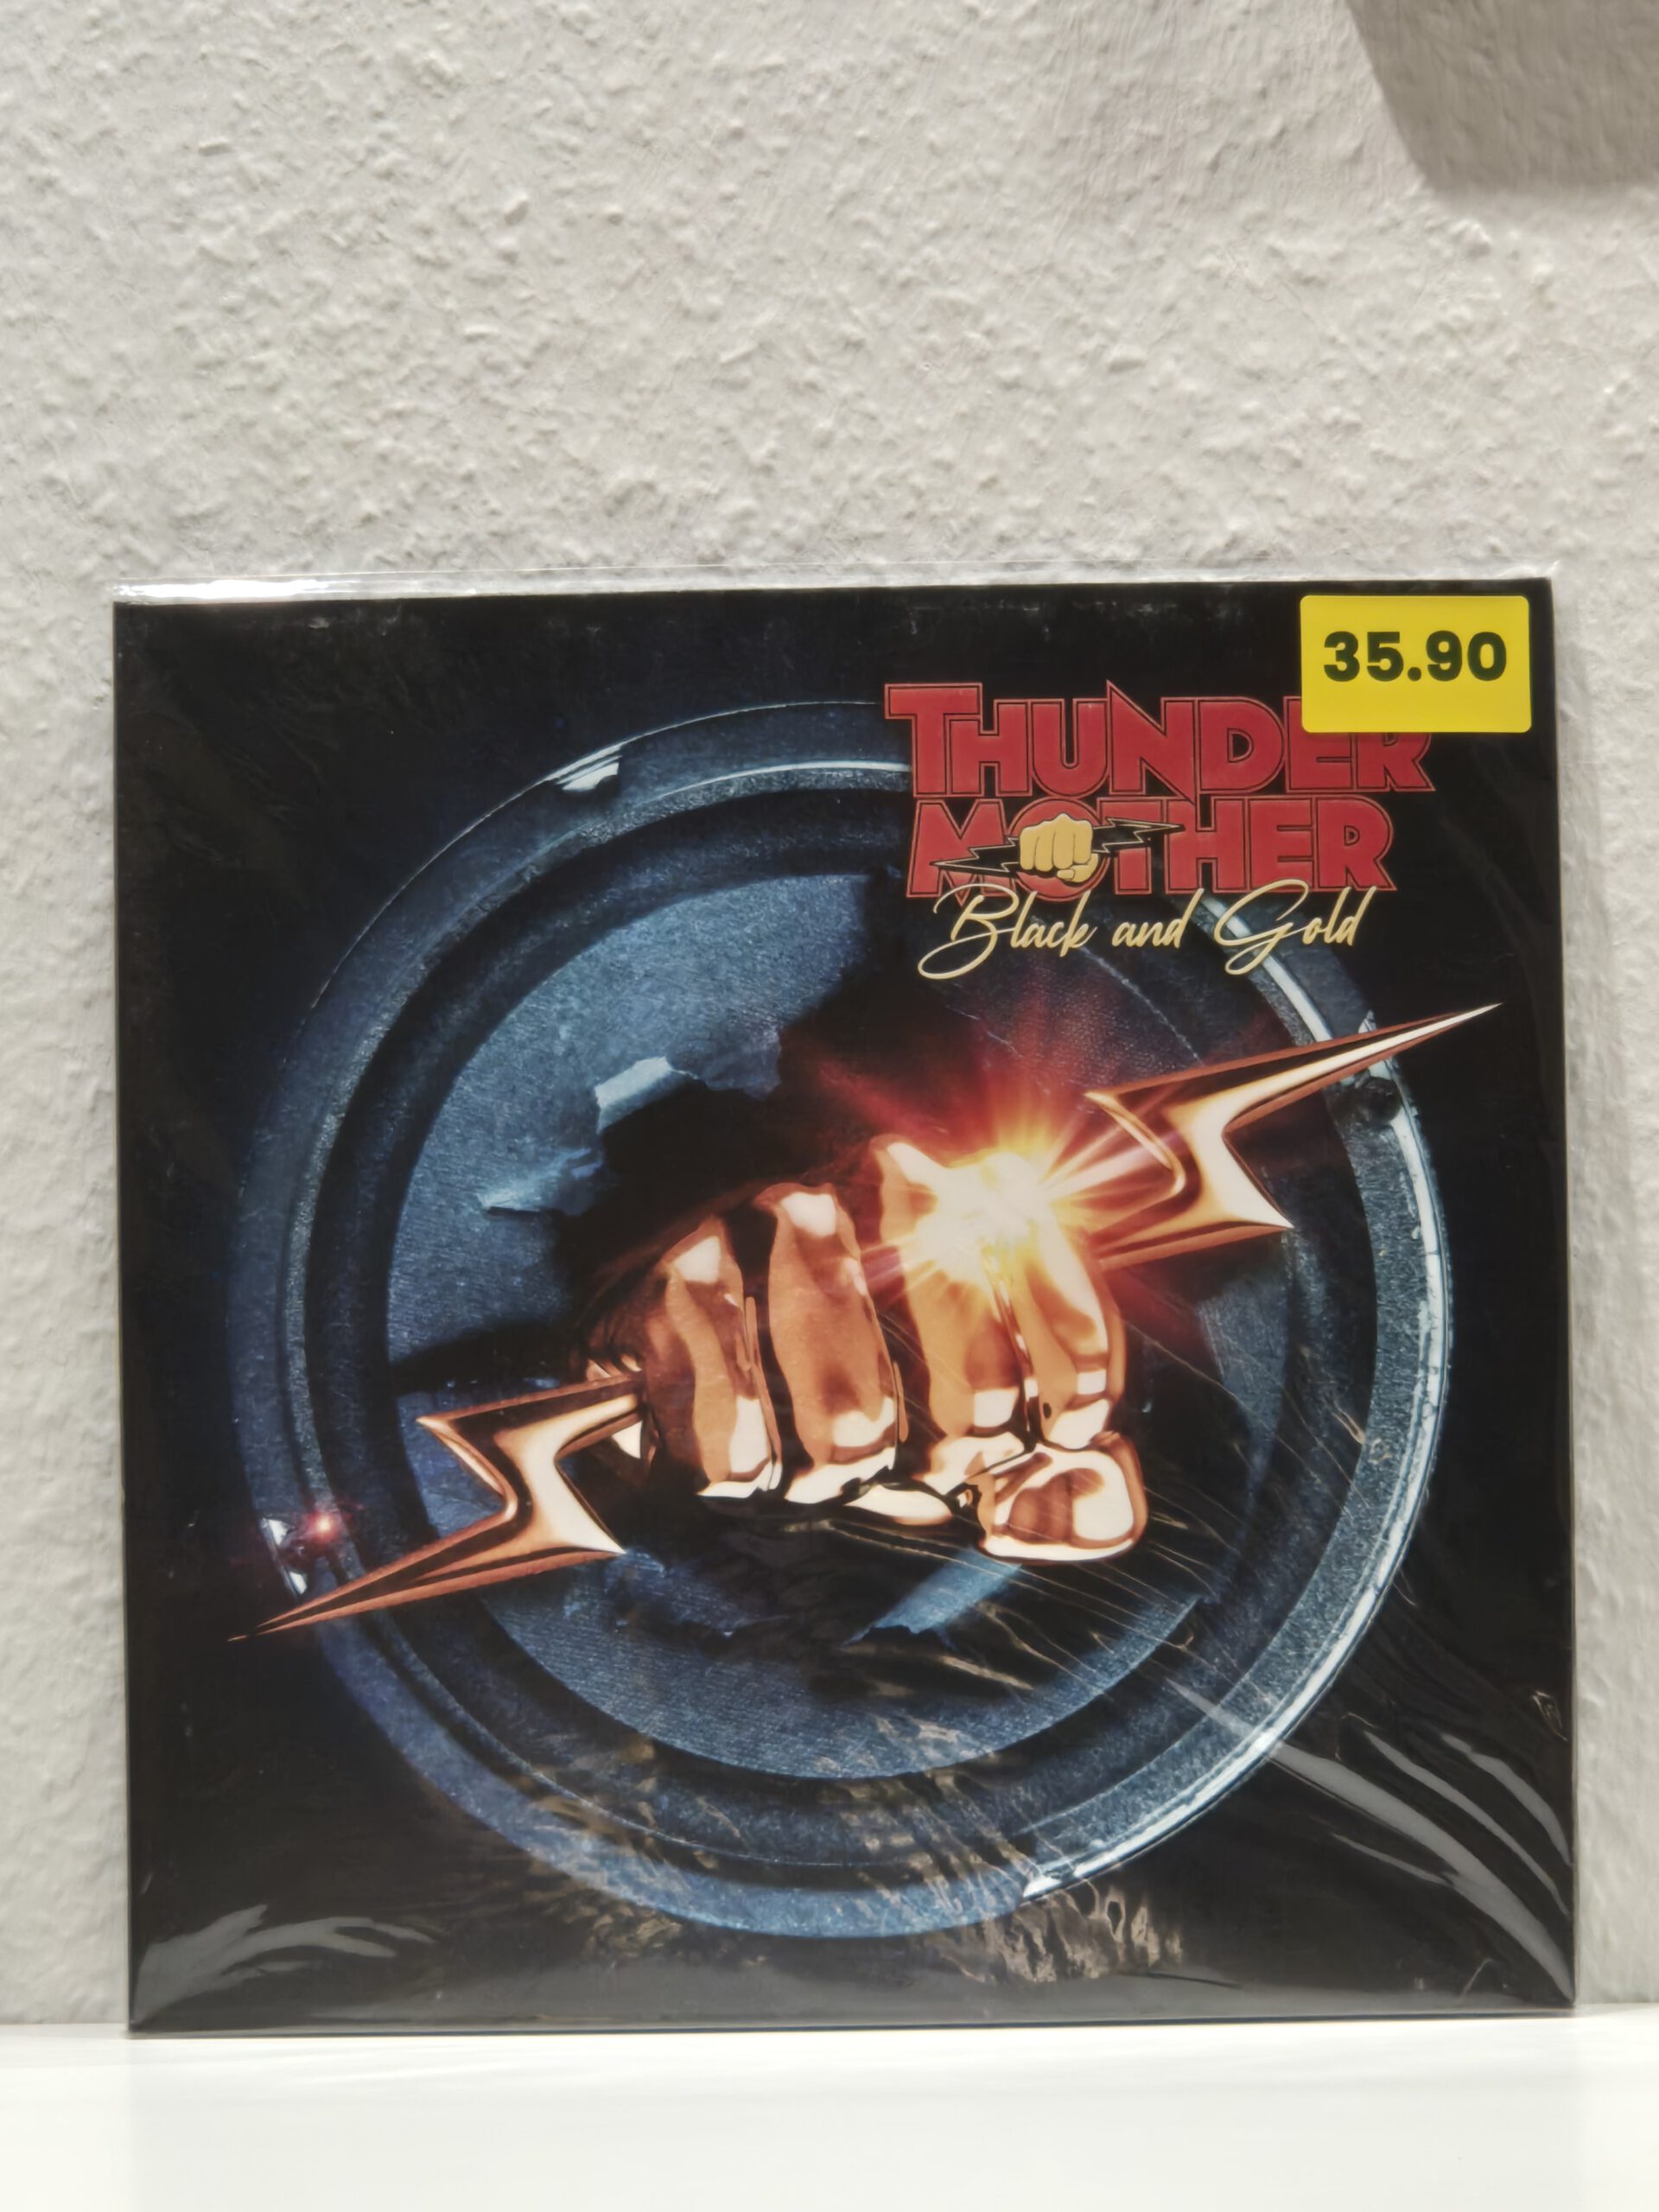 35.90
THUNDER
MOTHER
Black and Gold